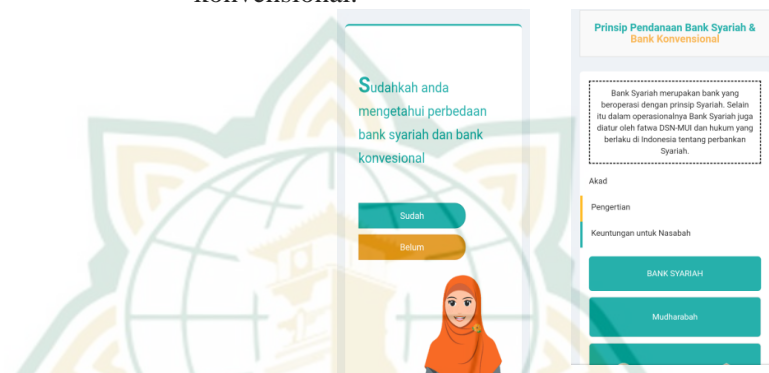 konvensional.
Sudahkah anda
mengetahui perbedaan
bank syariah dan bank
konvesional
Sudah
Belum
Prinsip Pendanaan Bank Syariah &
Bank Konvensional
Bank Syariah merupakan bank yang
beroperasi dengan prinsip Syariah. Selain
itu dalam operasionalnya Bank Syariah juga
diatur oleh fatwa DSN-MUI dan hukum yang
berlaku di Indonesia tentang perbankan
Syariah.
Akad
Pengertian
Keuntungan untuk Nasabah
BANK SYARIAH
Mudharabah